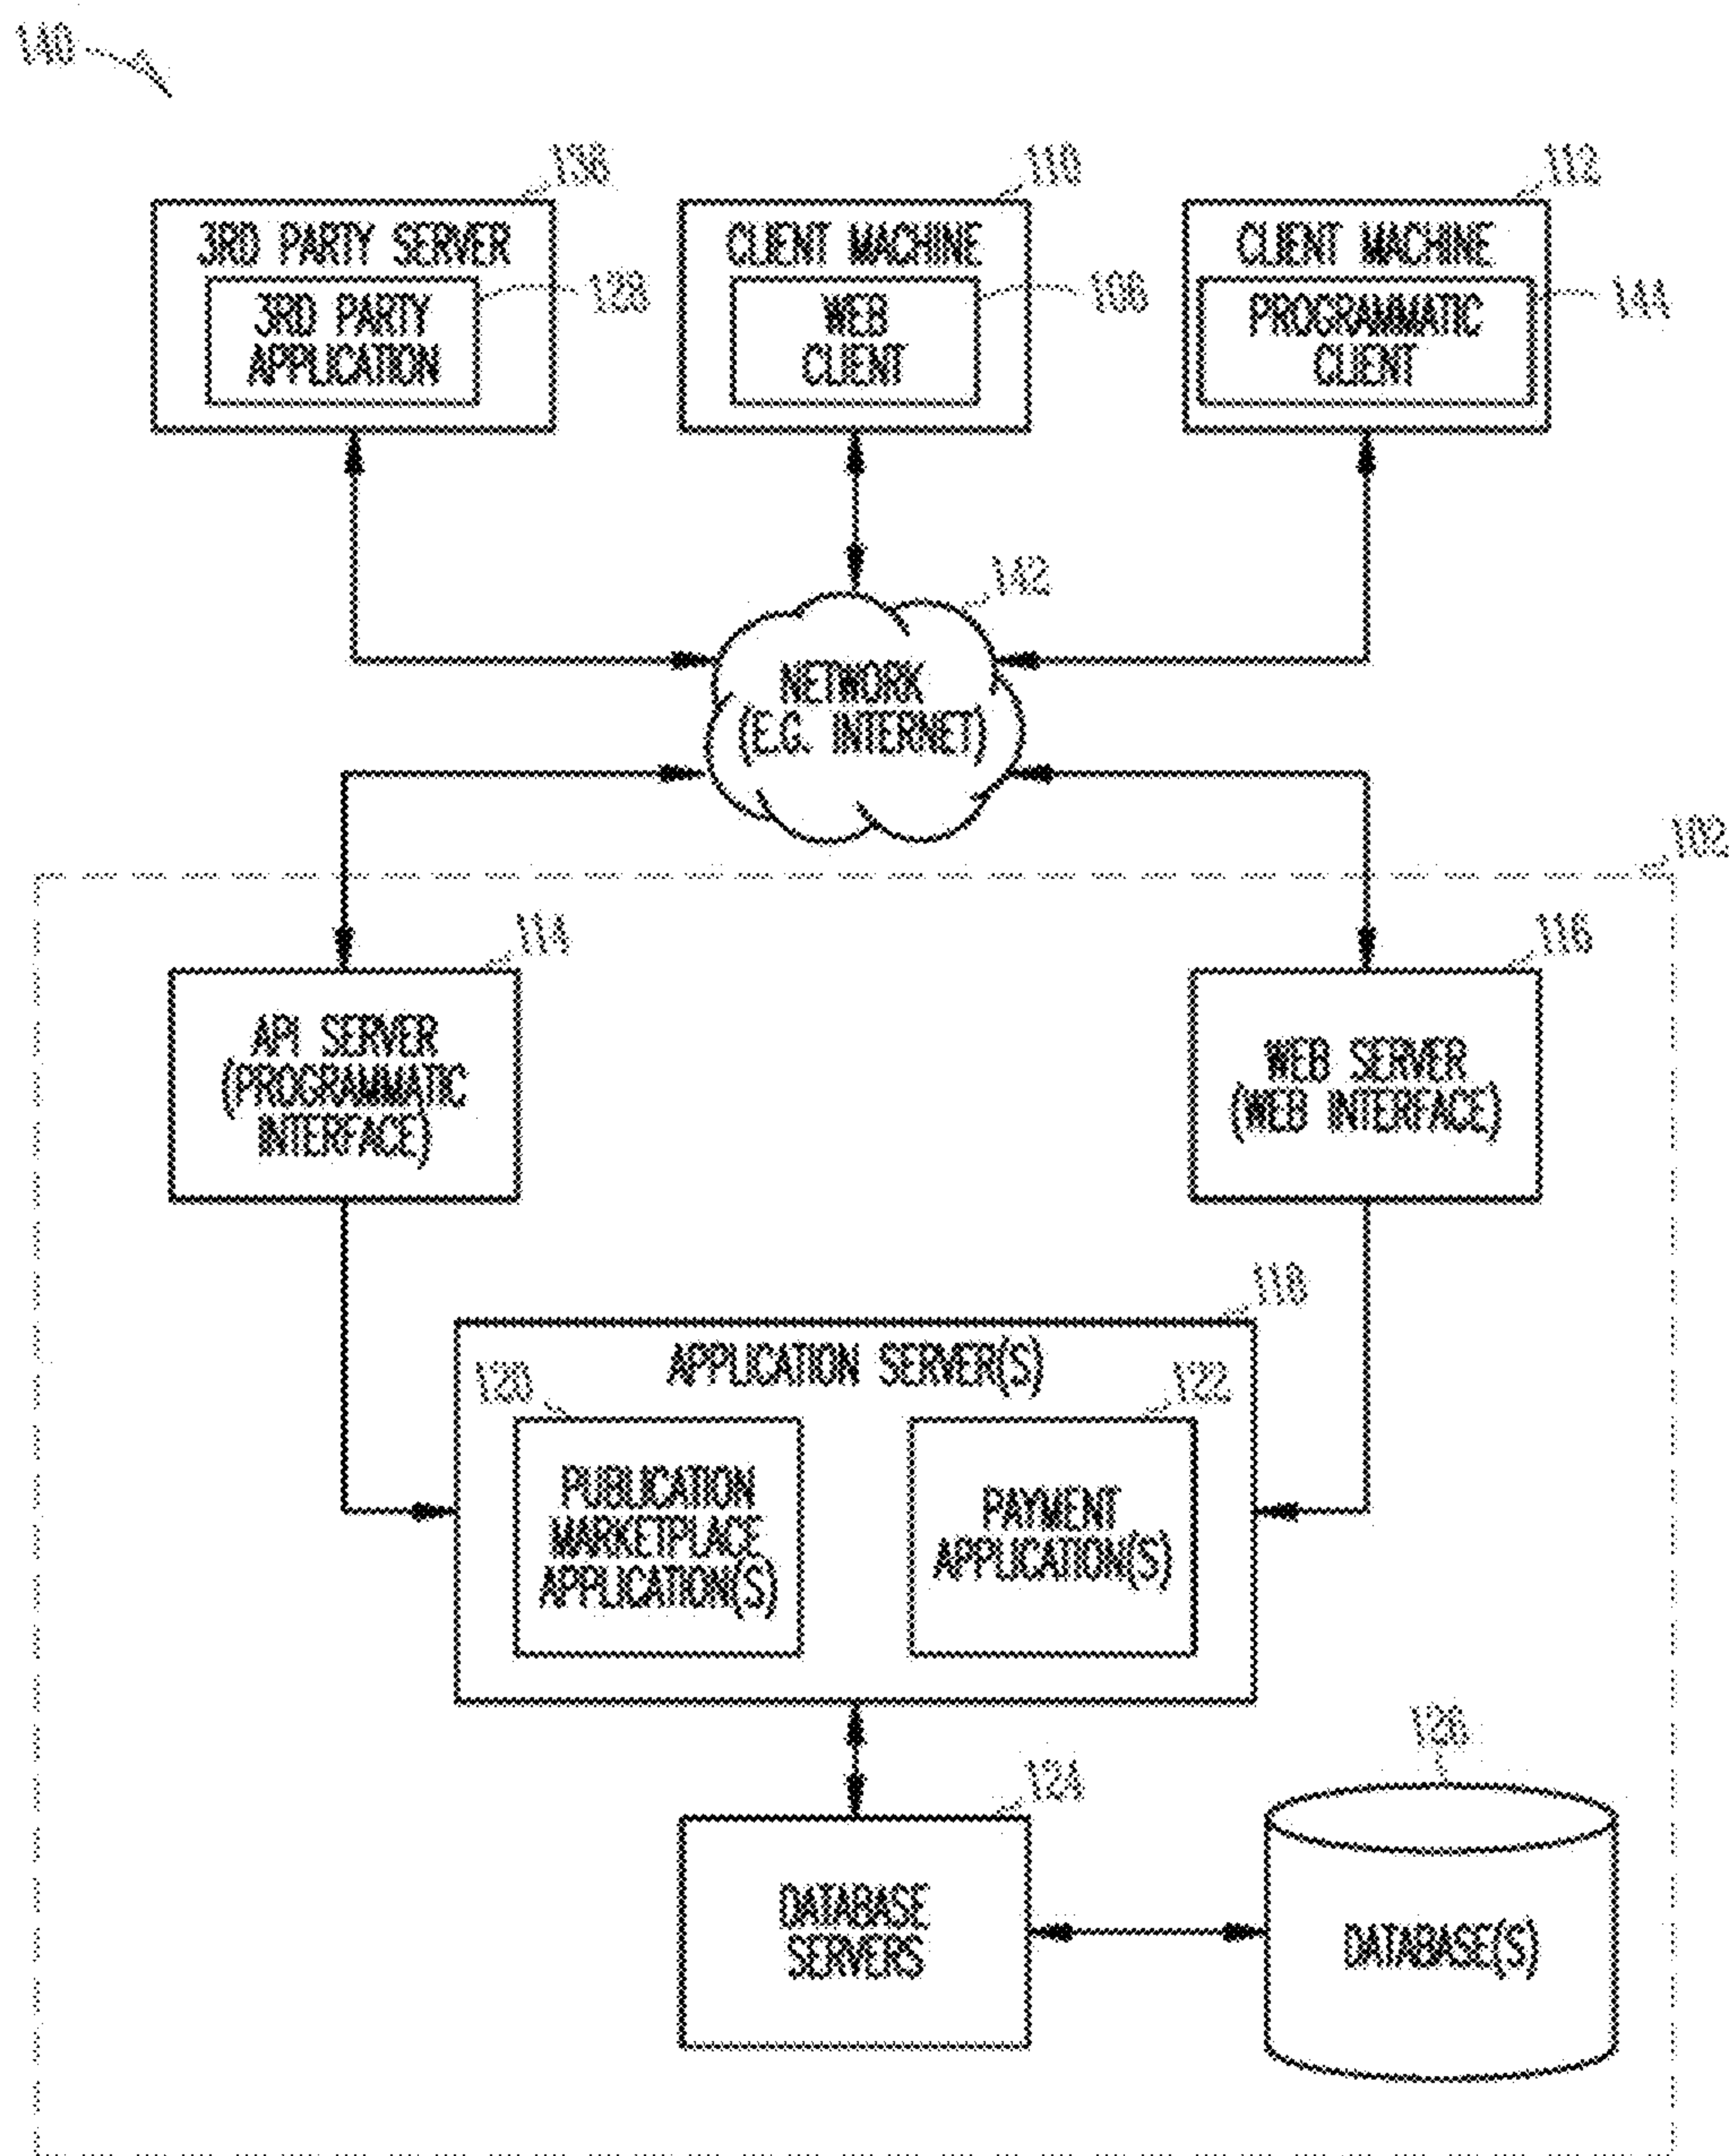 140
136
110
112
3RD PARTY SERVER
CLIENT MACHINE
CLIENT MACHINE
128
106
144
3RD PARTY
APPLICATION
WEB
CLIENT
PROGRAMMATIC
CLIENT
142
NETWORK
(E.G. INTERNET)
102
114
116
API SERVER
(PROGRAMMATIC
INTERFACE)
WEB SERVER
(WEB INTERFACE)
118
APPLICATION SERVER(S)
120
122
PUBLICATION
MARKETPLACE
APPLICATION(S)
PAYMENT
APPLICATION(S)
126
124
DATABASE
SERVERS
DATABASE(S)